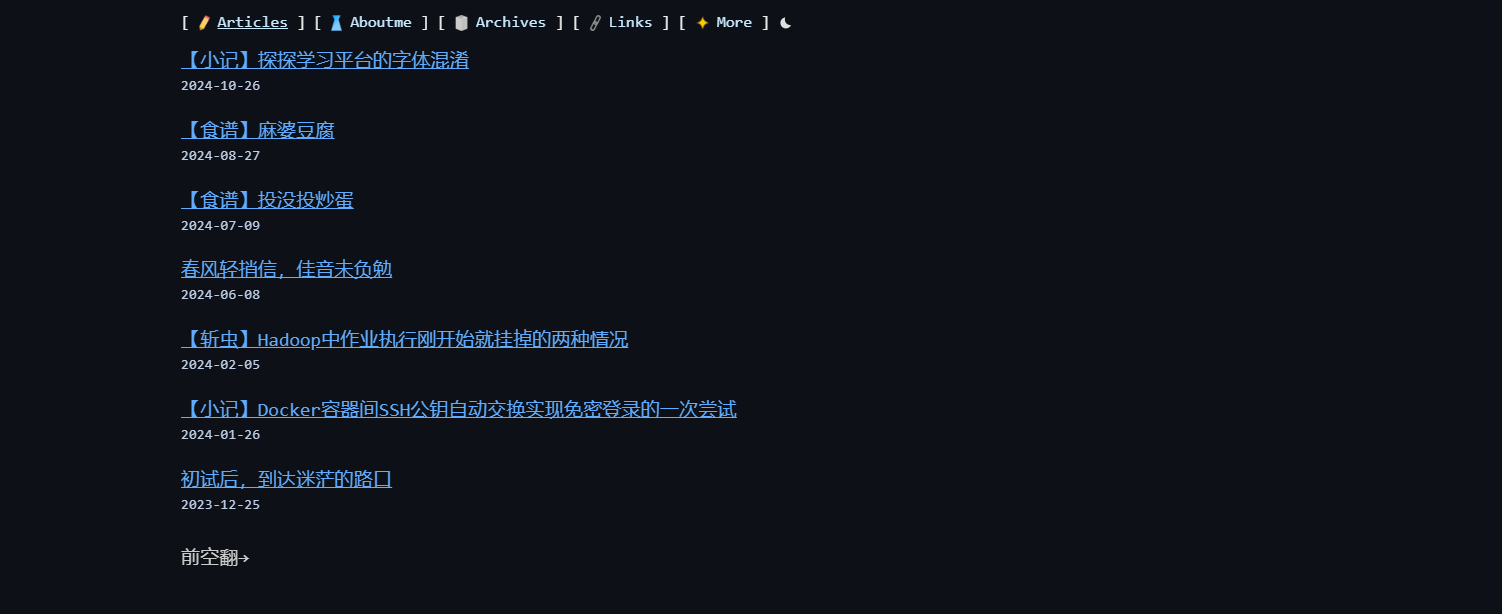 [ Articles ] [ Aboutme ] [ Archives ] [ Links ] [ More ]
【小记】探探学习平台的字体混淆
2024-10-26
【食谱】麻婆豆腐
2024-08-27
【食谱】投没投炒蛋
2024-07-09
春风轻捎信，佳音未负勉
2024-06-08
【斩虫】Hadoop中作业执行刚开始就挂掉的两种情况
2024-02-05
【小记】Docker容器间SSH公钥自动交换实现免密登录的一次尝试
2024-01-26
初试后，到达迷茫的路口
2023-12-25
前空翻→